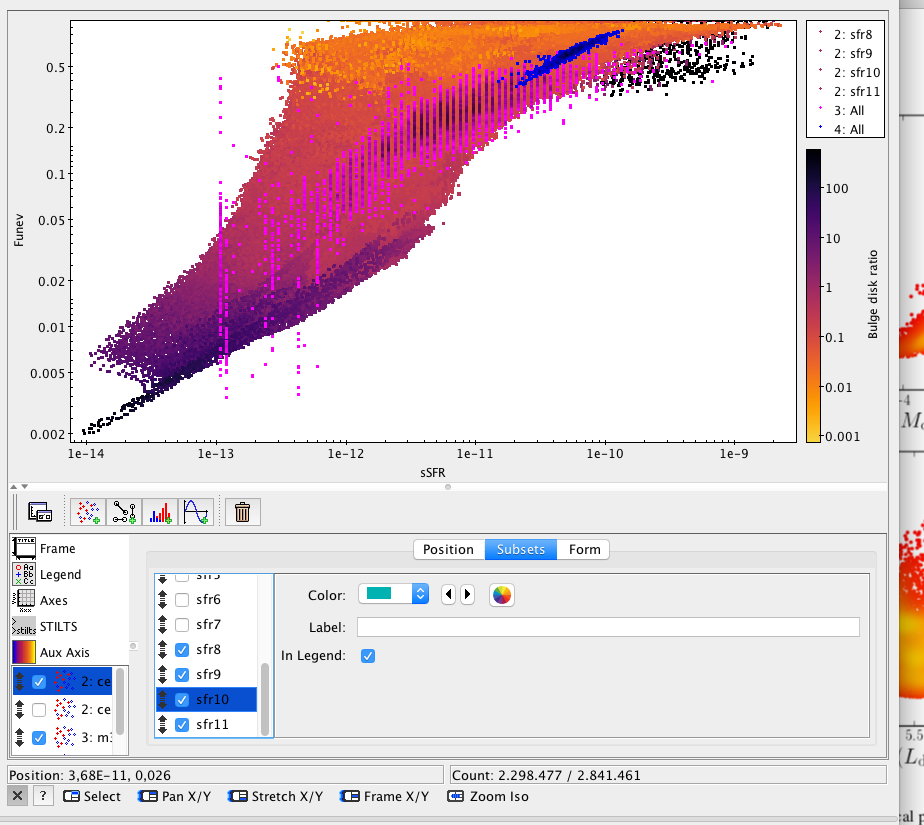 0.5
0.2
0.1
0.05
0.02
0.01
0.005
0.002
Funev
1e-14 1e-13 1e-12 1e-11 1e-10 1e-9
sSFR
2: sfr8
2: sfr9
2: sfr10
2: sfr11
3: All
4: All
100
10
1
0.1
0.01
0.001
Bulge disk ratio
TITLE
Frame
Legend
Axes
STILTS
Aux Axis
2: ce
2: ce
3: m
Position Subsets Form
sfr5
sfr6
sfr7
sfr8
sfr9
sfr10
sfr11
Color:
Label:
In Legend:
Position: 3,68E-11, 0,026
Count: 2.298.477 / 2.841.461
? Select Pan X/Y Stretch X/Y Frame X/Y Zoom Iso
-4
5.5